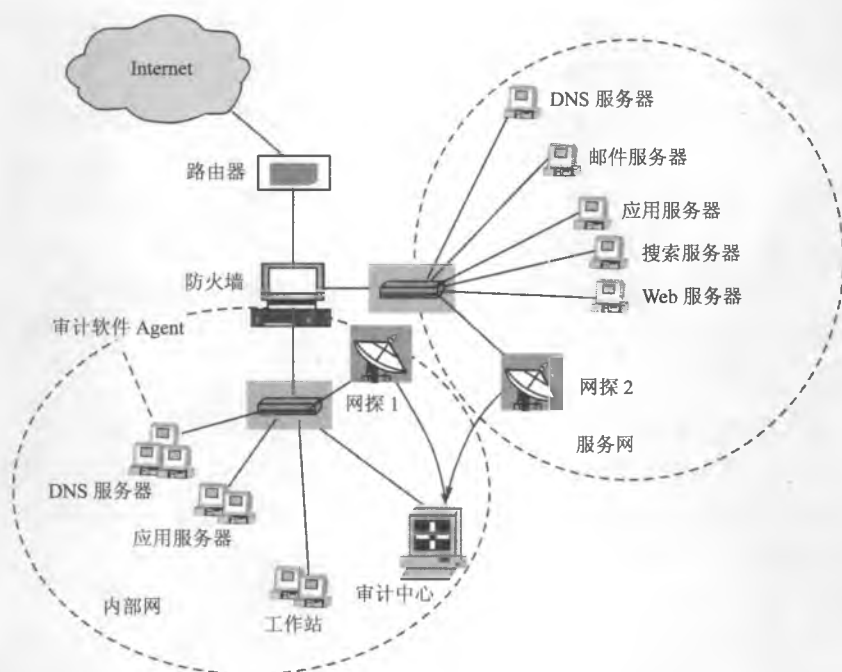 Internet
DNS 服务器
邮件服务器
路由器
应用服务器
搜索服务器
防火墙
Web 服务器
审计软件 Agent
网探 1
网探 2
服务网
DNS 服务器
应用服务器
审计中心
内部网
工作站